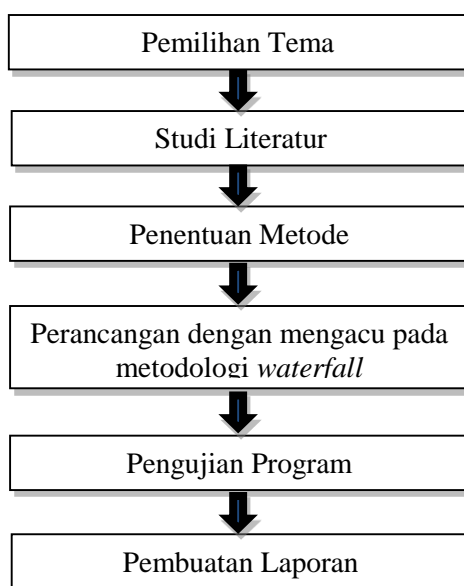 Pemilihan Tema
Studi Literatur
Penentuan Metode
Perancangan dengan mengacu pada
metodologi waterfall
Pengujian Program
Pembuatan Laporan